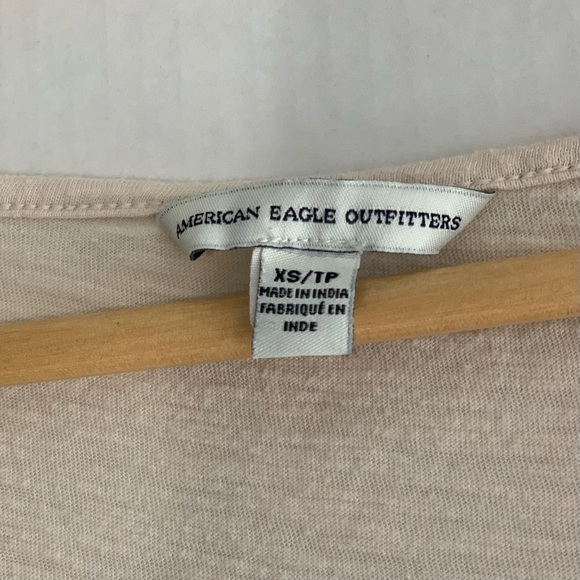 AMERICAN EAGLE OUTFITTERS
XS/TP
MADE IN INDIA
FABRIQUÉ EN
INDE